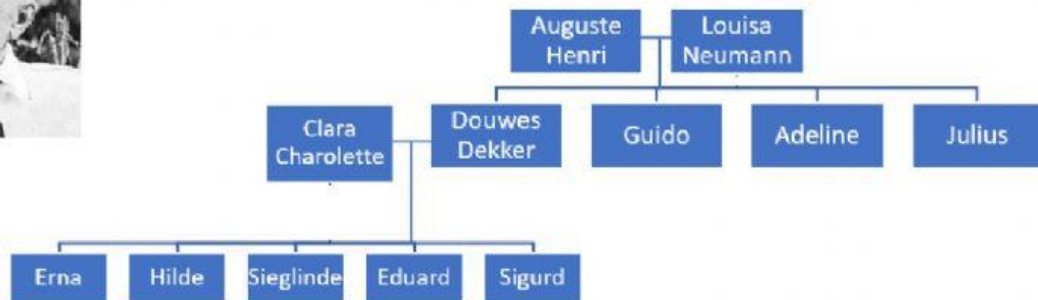 Auguste
Henri
Louisa
Neumann
Clara
Charolette
Douwes
Dekker
Guido
Adeline
Julius
Erna
Hilde
Sieglinde
Eduard
Sigurd